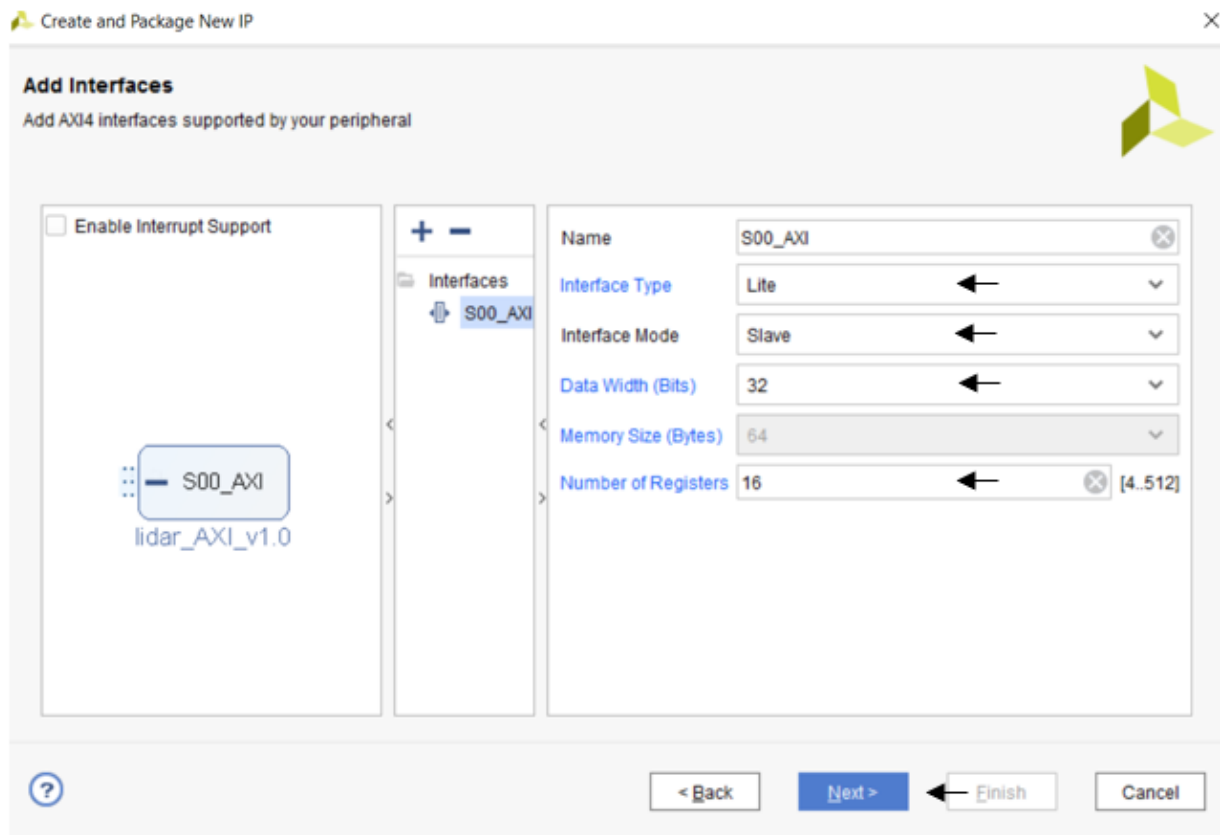 Create and Package New IP
Add Interfaces
Add AXI4 interfaces supported by your peripheral
Enable Interrupt Support
S00_AXI
lidar_AXI_v1.0
Interfaces
S00_AXI
Name S00_AXI
Interface Type Lite
Interface Mode Slave
Data Width (Bits) 32
Memory Size (Bytes) 64
Number of Registers 16 [4..512]
? < Back Next > Finish Cancel